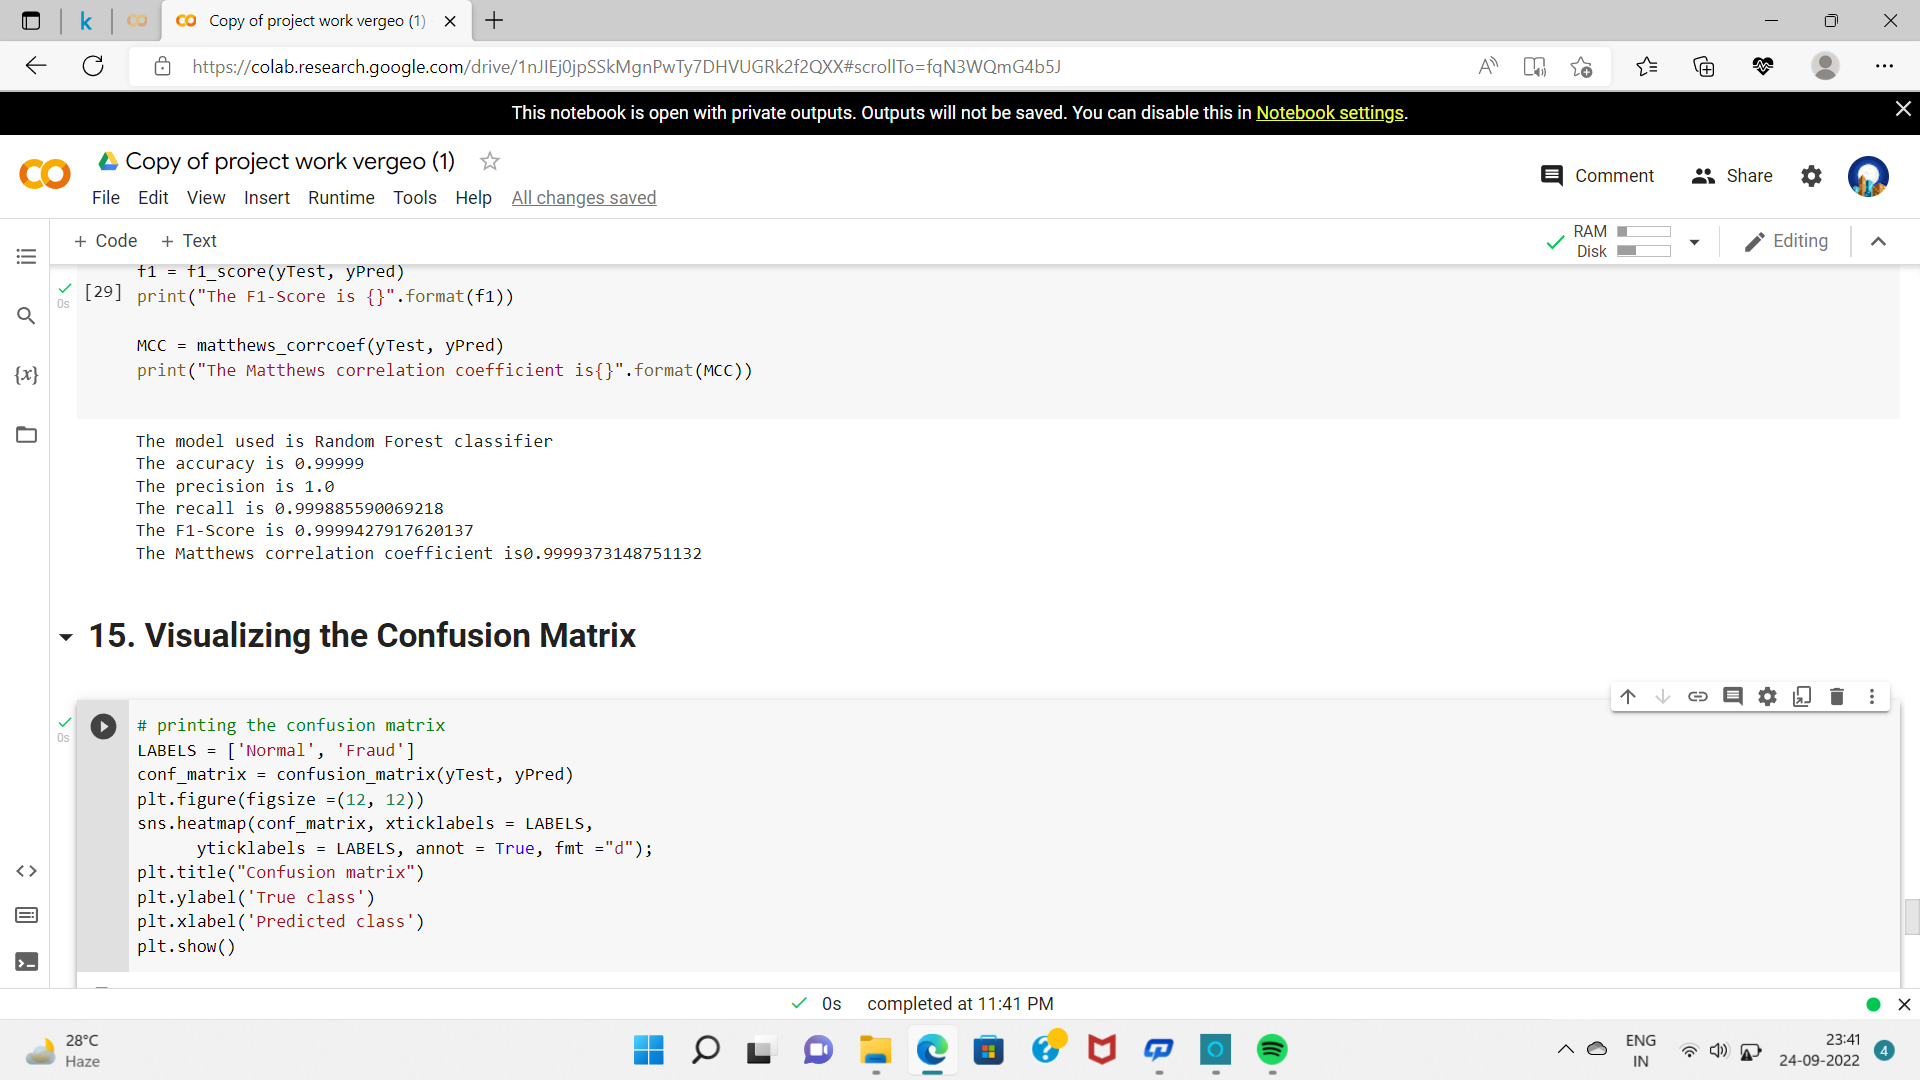 Copy of project work vergeo (1)
https://colab.research.google.com/drive/1nJIEj0jpSSkMgnPwTy7DHVUGRk2f2QXX#scrollTo=fqN3WQmG4b5J
This notebook is open with private outputs. Outputs will not be saved. You can disable this in Notebook settings.
Copy of project work vergeo (1)
File Edit View Insert Runtime Tools Help All changes saved
Comment Share
+ Code + Text
RAM
Disk
Editing
f1 = f1_score(yTest, yPred)
[29] print("The F1-Score is {}".format(f1))
0s
MCC = matthews_corrcoef(yTest, yPred)
print("The Matthews correlation coefficient is{}".format(MCC))
The model used is Random Forest classifier
The accuracy is 0.99999
The precision is 1.0
The recall is 0.999885590069218
The F1-Score is 0.9999427917620137
The Matthews correlation coefficient is0.9999373148751132
15. Visualizing the Confusion Matrix
0s
# printing the confusion matrix
LABELS = ['Normal', 'Fraud']
conf_matrix = confusion_matrix(yTest, yPred)
plt.figure(figsize =(12, 12))
sns.heatmap(conf_matrix, xticklabels = LABELS,
yticklabels = LABELS, annot = True, fmt ="d");
plt.title("Confusion matrix")
plt.ylabel('True class')
plt.xlabel('Predicted class')
plt.show()
0s completed at 11:41 PM
28°C
Haze
ENG
IN
23:41
24-09-2022
4